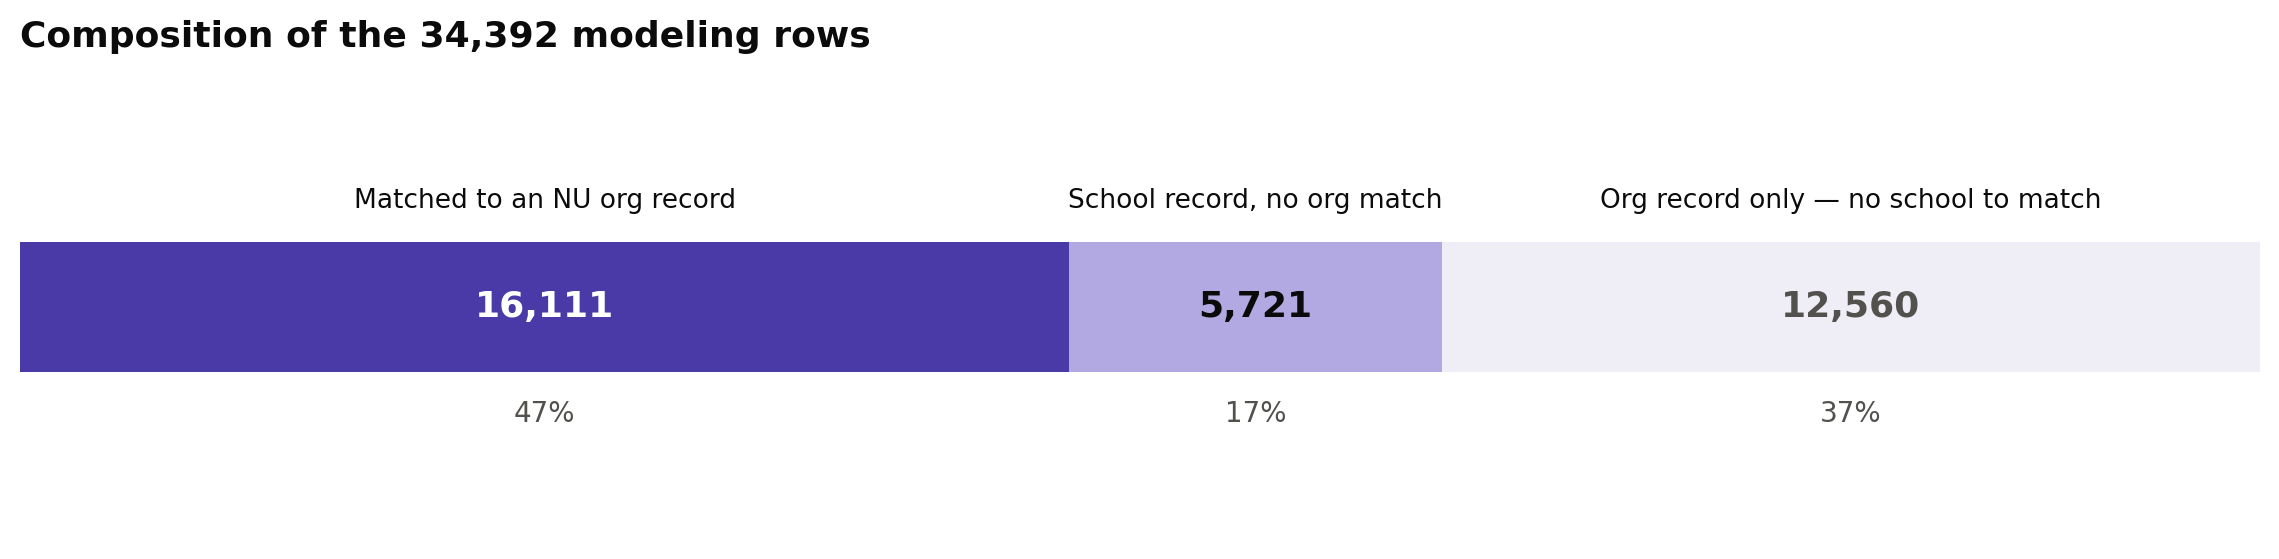 Composition of the 34,392 modeling rows
Matched to an NU org record
School record, no org match
Org record only — no school to match
16,111
5,721
12,560
47%
17%
37%